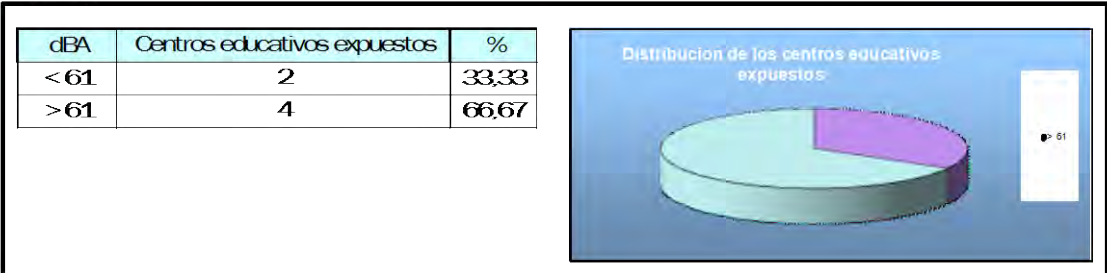 dBA Centros educativos expuestos %
<61 2 33,33
>61 4 66,67
Distribucion de los centros educativos
expuestos
> 61